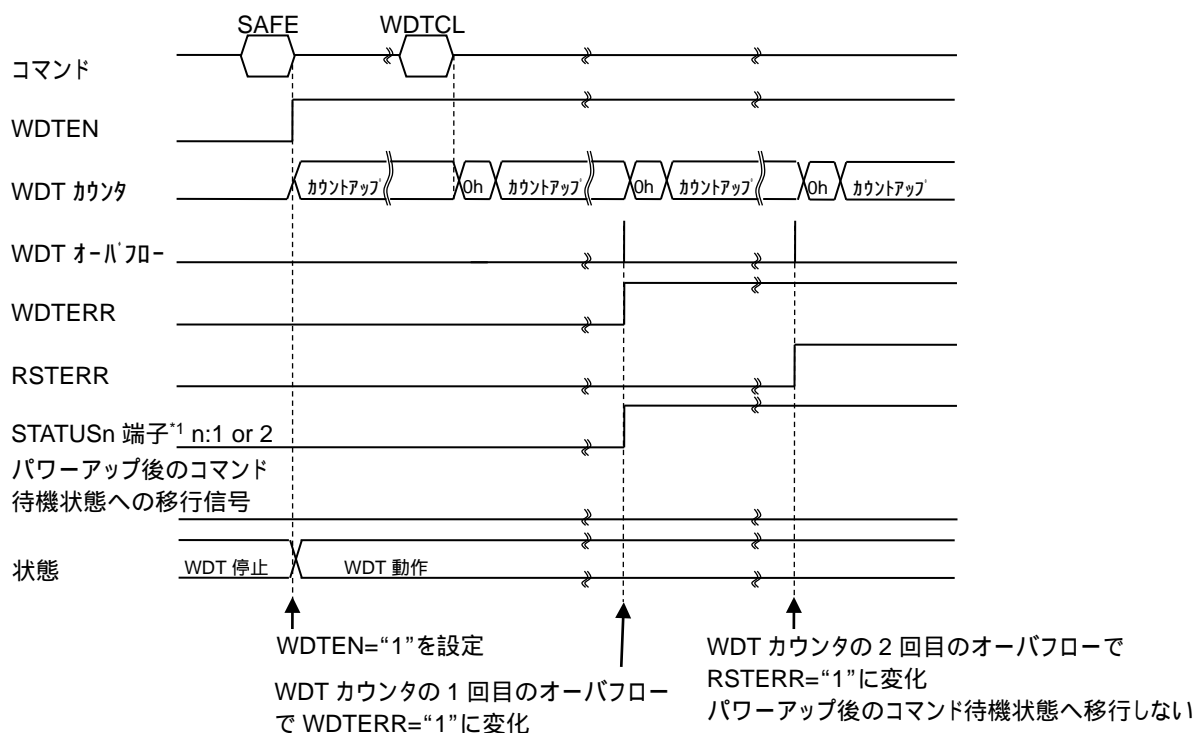 SAFE WDTCL
コマンド
WDTEN
WDT カウンタ カウントアップ 0h カウントアップ 0h カウントアップ 0h カウントアップ
WDT オーバフロー
WDTERR
RSTERR
STATUSn 端子*1 n:1 or 2
パワーアップ後のコマンド
待機状態への移行信号
状態 WDT 停止 WDT 動作
WDTEN=“1”を設定
WDT カウンタの 1 回目のオーバフロー
で WDTERR=“1”に変化
WDT カウンタの 2 回目のオーバフローで
RSTERR=“1”に変化
パワーアップ後のコマンド待機状態へ移行しない